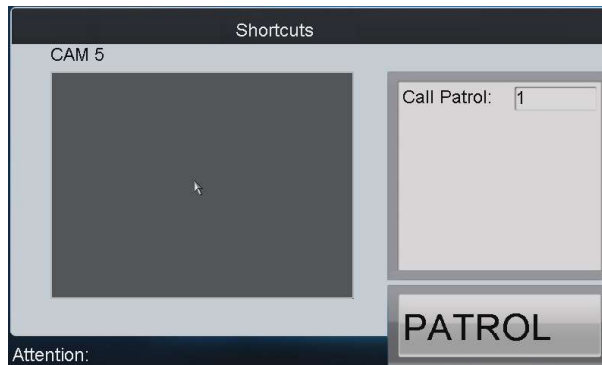 Shortcuts
CAM 5
Call Patrol: 1
PATROL
Attention: